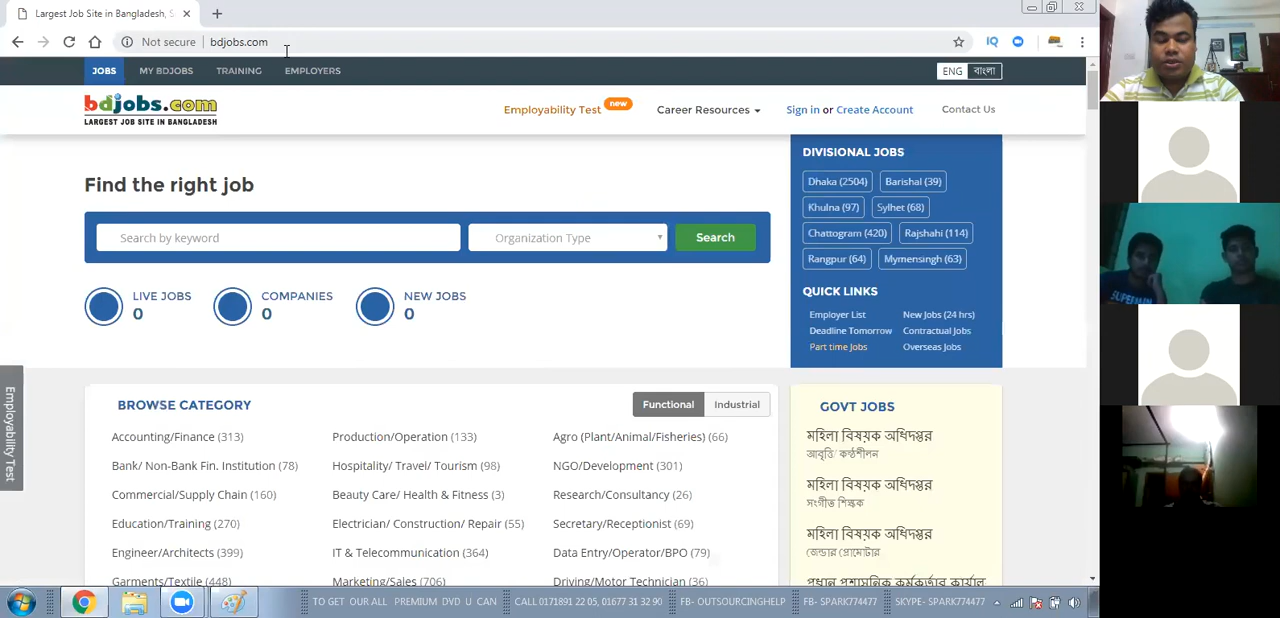 Largest Job Site in Bangladesh, S
Not secure
bdjobs.com
IQ
JOBS
MY BDJOBS
TRAINING
EMPLOYERS
ENG
বাংলা
bdjobs.com
LARGEST JOB SITE IN BANGLADESH
Employability Test new
Career Resources
Sign in or Create Account
Contact Us
Find the right job
Search by keyword
Organization Type
Search
LIVE JOBS
0
COMPANIES
0
NEW JOBS
0
DIVISIONAL JOBS
Dhaka (2504)
Barishal (39)
Khulna (97)
Sylhet (68)
Chattogram (420)
Rajshahi (114)
Rangpur (64)
Mymensingh (63)
QUICK LINKS
Employer List
New Jobs (24 hrs)
Deadline Tomorrow
Contractual Jobs
Part time Jobs
Overseas Jobs
Employability Test
BROWSE CATEGORY
Functional
Industrial
Accounting/Finance (313)
Production/Operation (133)
Agro (Plant/Animal/Fisheries) (66)
Bank/ Non-Bank Fin. Institution (78)
Hospitality/ Travel/ Tourism (98)
NGO/Development (301)
Commercial/Supply Chain (160)
Beauty Care/ Health & Fitness (3)
Research/Consultancy (26)
Education/Training (270)
Electrician/ Construction/ Repair (55)
Secretary/Receptionist (69)
Engineer/Architects (399)
IT & Telecommunication (364)
Data Entry/Operator/BPO (79)
Garments/Textile (448)
Marketing/Sales (706)
Driving/Motor Technician (36)
GOVT JOBS
মহিলা বিষয়ক অধিদপ্তর
আবৃত্তি/ কন্ঠশীলন
মহিলা বিষয়ক অধিদপ্তর
সংগীত শিক্ষক
মহিলা বিষয়ক অধিদপ্তর
জেন্ডার প্রোমোটার
প্রধান প্রশাসনিক কর্মকর্তার কার্যাল
TO GET OUR ALL PREMIUM DVD U CAN
CALL 0171891 22 05, 01677 31 32 90
FB- OUTSOURCINGHELP
FB- SPARK774477
SKYPE- SPARK774477